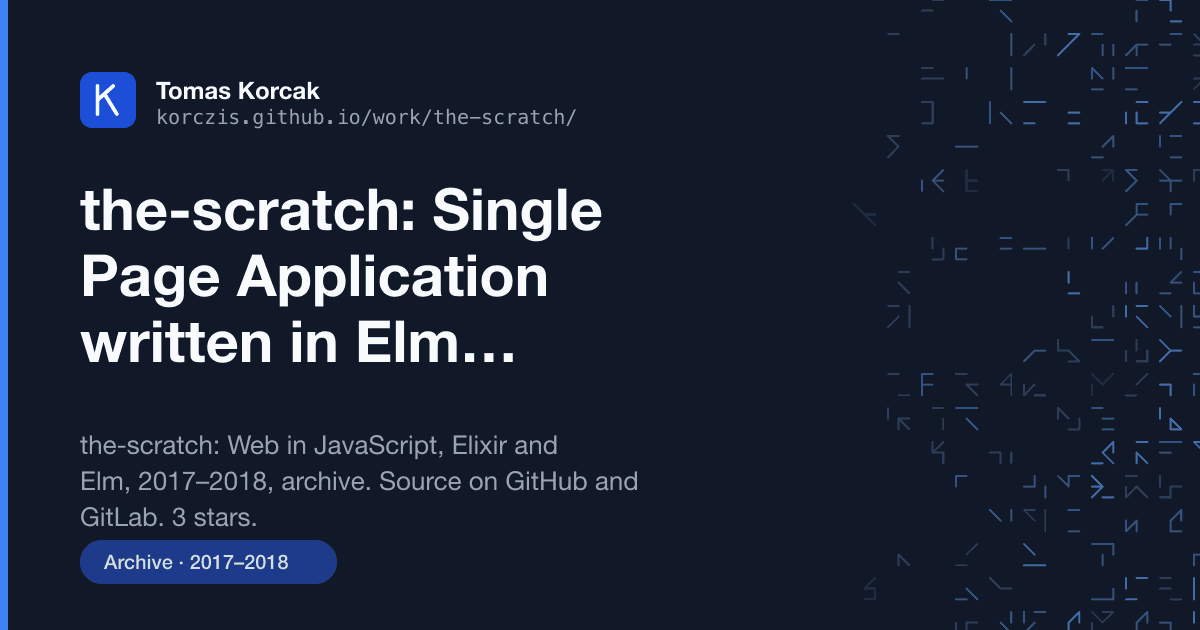 K
Tomas Korcak
korczis.github.io/work/the-scratch/
the-scratch: Single
Page Application
written in Elm…
the-scratch: Web in JavaScript, Elixir and
Elm, 2017–2018, archive. Source on GitHub and
GitLab. 3 stars.
Archive · 2017–2018